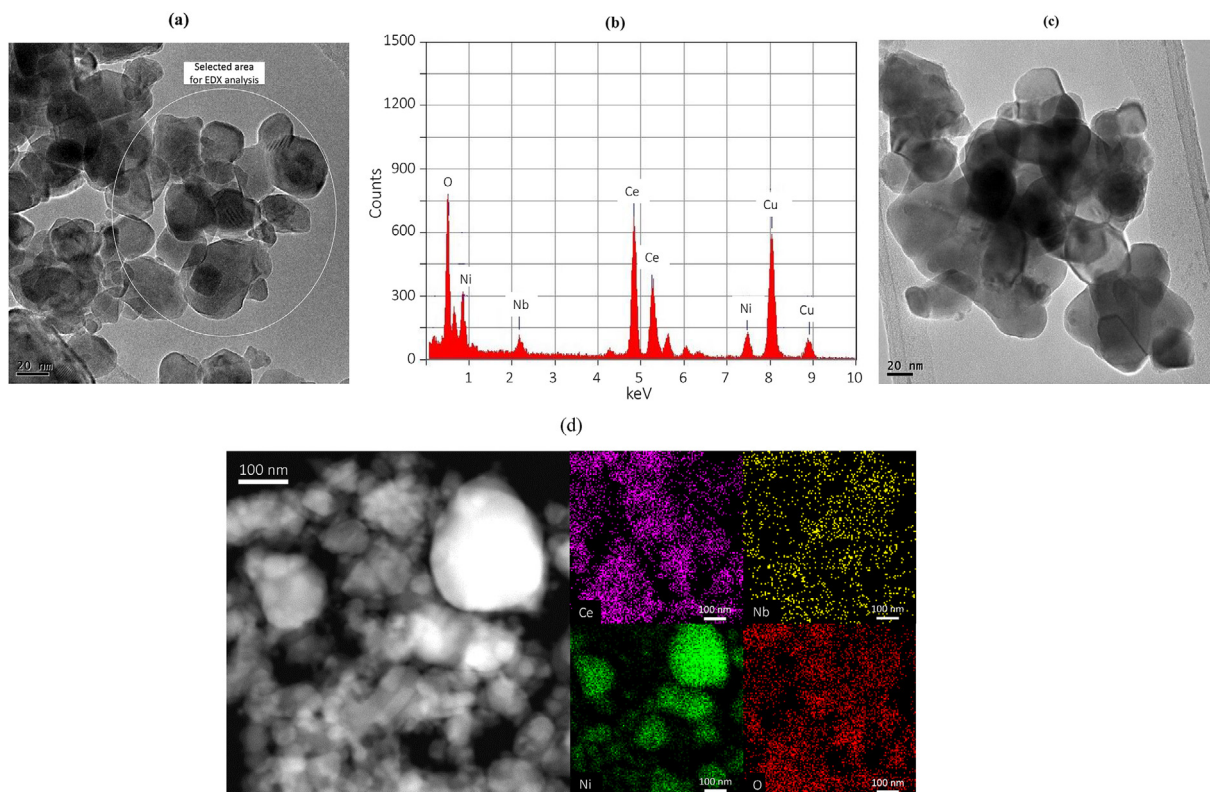 (a)
(b)
(c)
Selected area
for EDX analysis
20 nm
1500
1200
900
600
300
0
Counts
O
Ni
Nb
Ce
Ce
Ni
Cu
Cu
1
2
3
4
5
6
7
8
9
10
keV
20 nm
(d)
100 nm
Ce
100 nm
Nb
100 nm
Ni
100 nm
O
100 nm